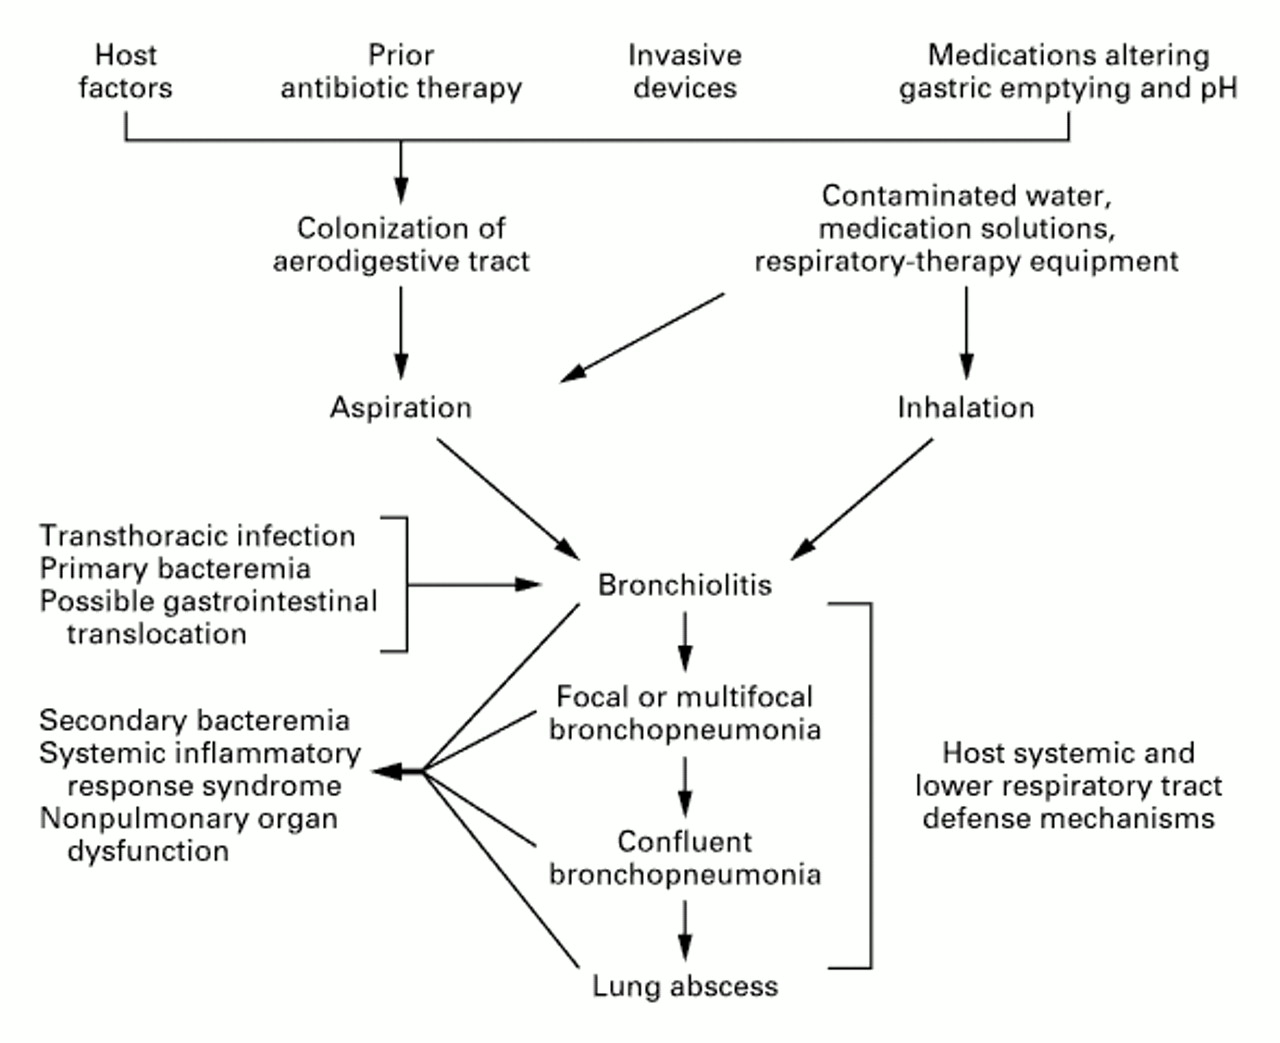 Host
factors
Prior
antibiotic therapy
Invasive
devices
Medications altering
gastric emptying and pH
Colonization of
aerodigestive tract
Contaminated water,
medication solutions,
respiratory-therapy equipment
Aspiration
Inhalation
Transthoracic infection
Primary bacteremia
Possible gastrointestinal
translocation
Bronchiolitis
Focal or multifocal
bronchopneumonia
Secondary bacteremia
Systemic inflammatory
response syndrome
Nonpulmonary organ
dysfunction
Host systemic and
lower respiratory tract
defense mechanisms
Confluent
bronchopneumonia
Lung abscess